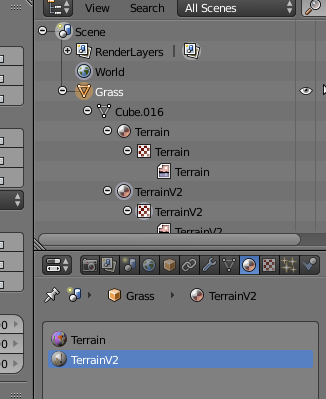 View Search All Scenes
Scene
RenderLayers |
World
Grass
Cube.016
Terrain
Terrain
Terrain
TerrainV2
TerrainV2
TerrainV2
Grass TerrainV2
Terrain
TerrainV2